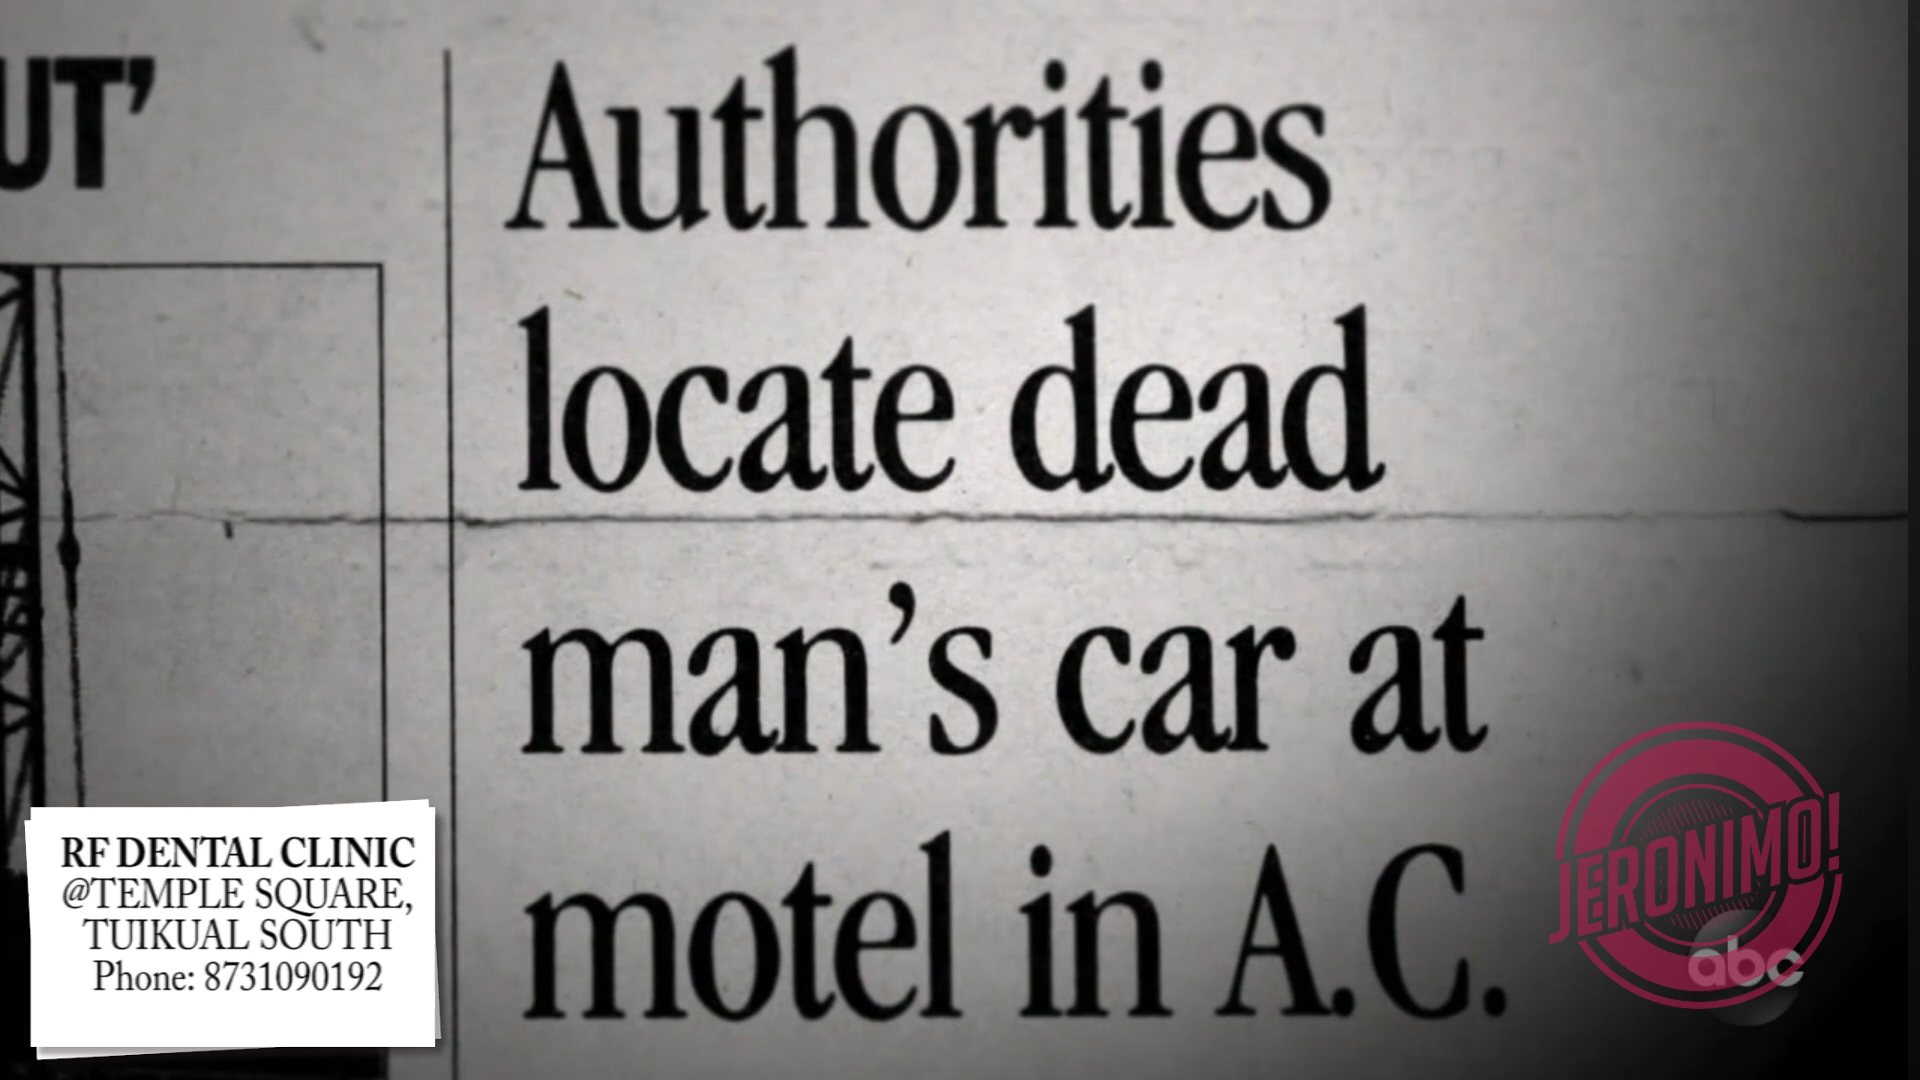 UT’
Authorities
locate dead
man’s car at
motel in A.C.
RF DENTAL CLINIC
@TEMPLE SQUARE,
TUIKUAL SOUTH
Phone: 8731090192
JERONIMO!
abc